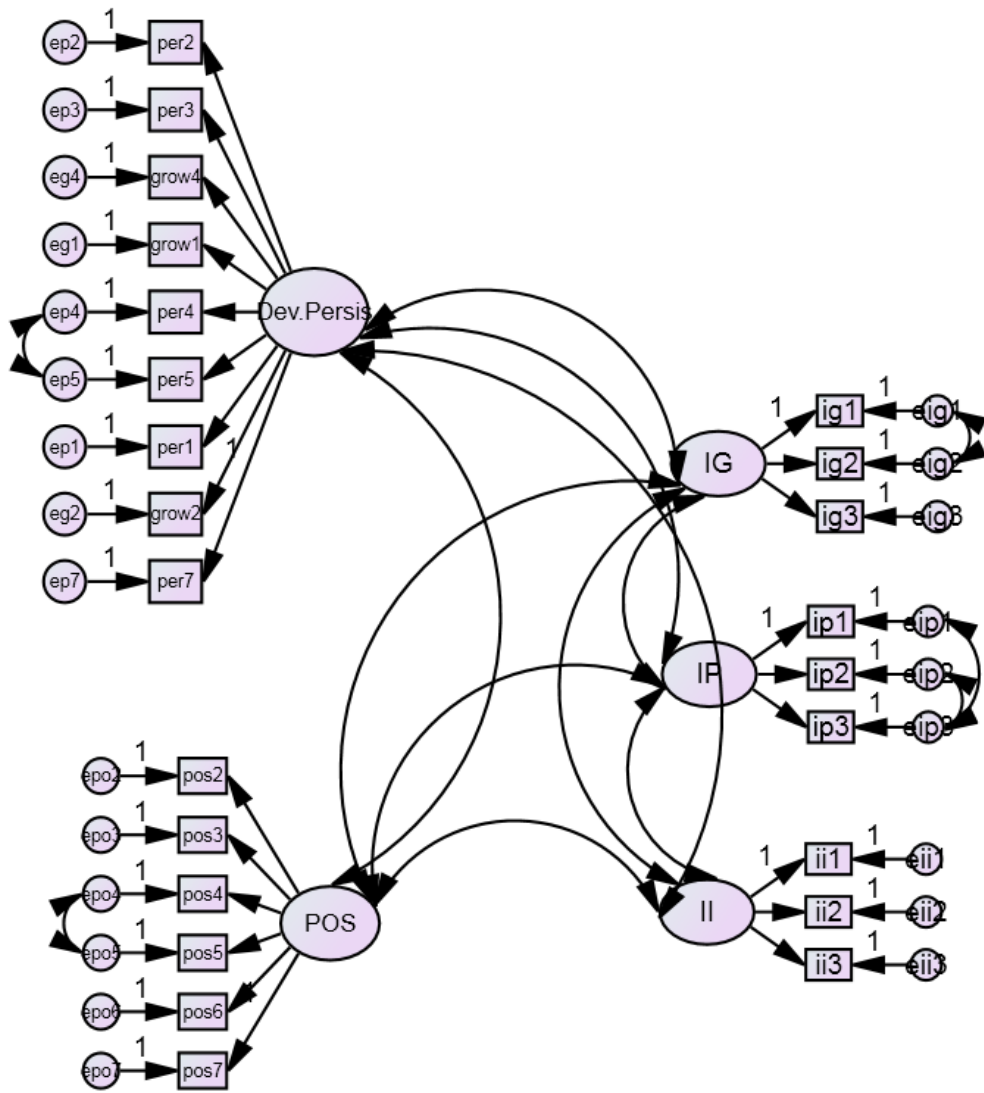 1
ep2 per2
1
ep3 per3
1
eg4 grow4
1
eg1 grow1
1
ep4 per4
1
ep5 per5
1
ep1 per1
1
1
eg2 grow2
1
ep7 per7
Dev.Persis
1 1
IG ig1 eig1
1
ig2 eig2
1
ig3 eig3
1 1
IP ip1 eip1
1
ip2 eip2
1
ip3 eip3
1
epo2 pos2
1
epo3 pos3
1
epo4 pos4
1
epo5 pos5
1
1
epo6 pos6
1
epo7 pos7
POS
1 1
II ii1 eii1
1
ii2 eii2
1
ii3 eii3